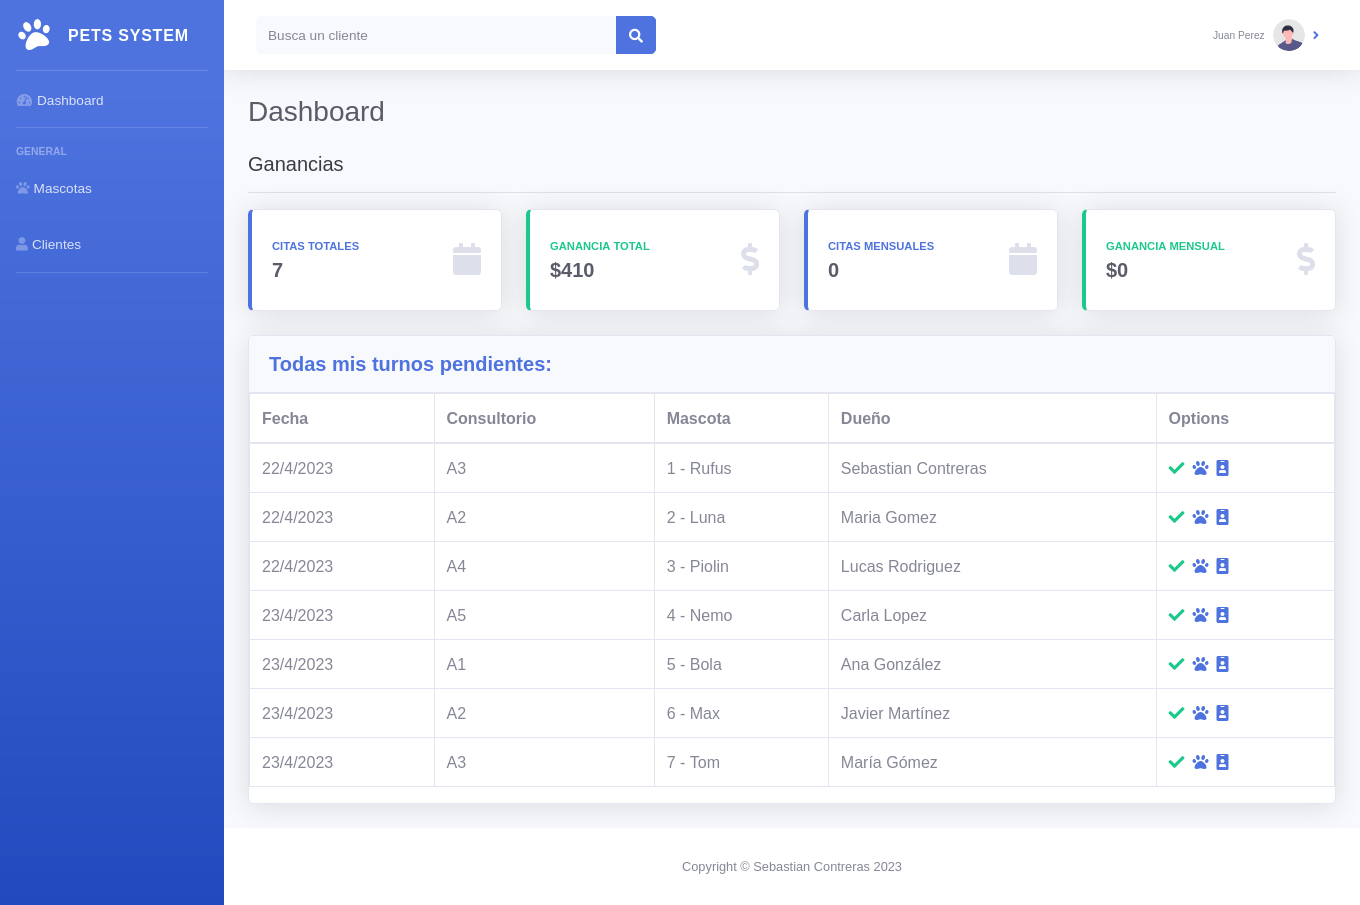 PETS SYSTEM
Dashboard
GENERAL
Mascotas
Clientes
Busca un cliente
Juan Perez
Dashboard
Ganancias
CITAS TOTALES
7
GANANCIA TOTAL
$410
CITAS MENSUALES
0
GANANCIA MENSUAL
$0
Todas mis turnos pendientes:
Fecha Consultorio Mascota Dueño Options
22/4/2023 A3 1 - Rufus Sebastian Contreras
22/4/2023 A2 2 - Luna Maria Gomez
22/4/2023 A4 3 - Piolin Lucas Rodriguez
23/4/2023 A5 4 - Nemo Carla Lopez
23/4/2023 A1 5 - Bola Ana González
23/4/2023 A2 6 - Max Javier Martínez
23/4/2023 A3 7 - Tom María Gómez
Copyright © Sebastian Contreras 2023